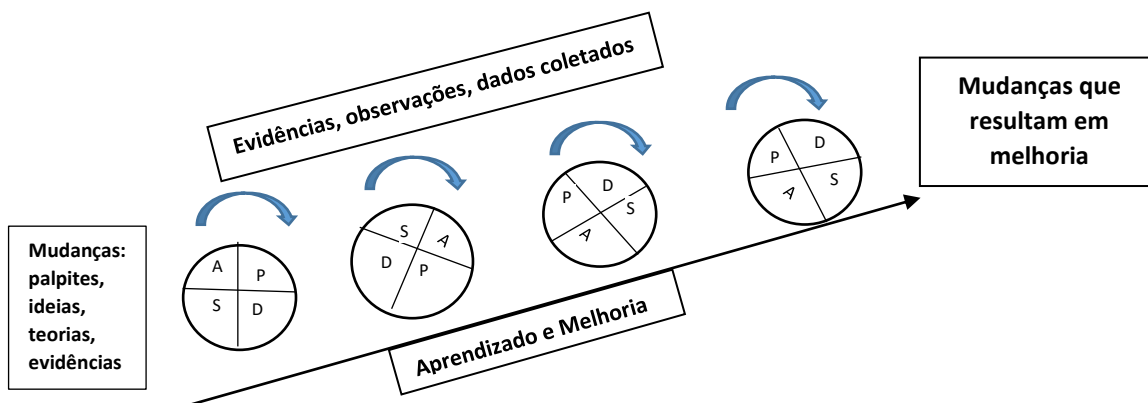 Evidências, observações, dados coletados
Mudanças que
resultam em
melhoria
Mudanças:
palpites,
ideias,
teorias,
evidências
A P
S D
S A
D P
P D
A S
P D
A S
Aprendizado e Melhoria